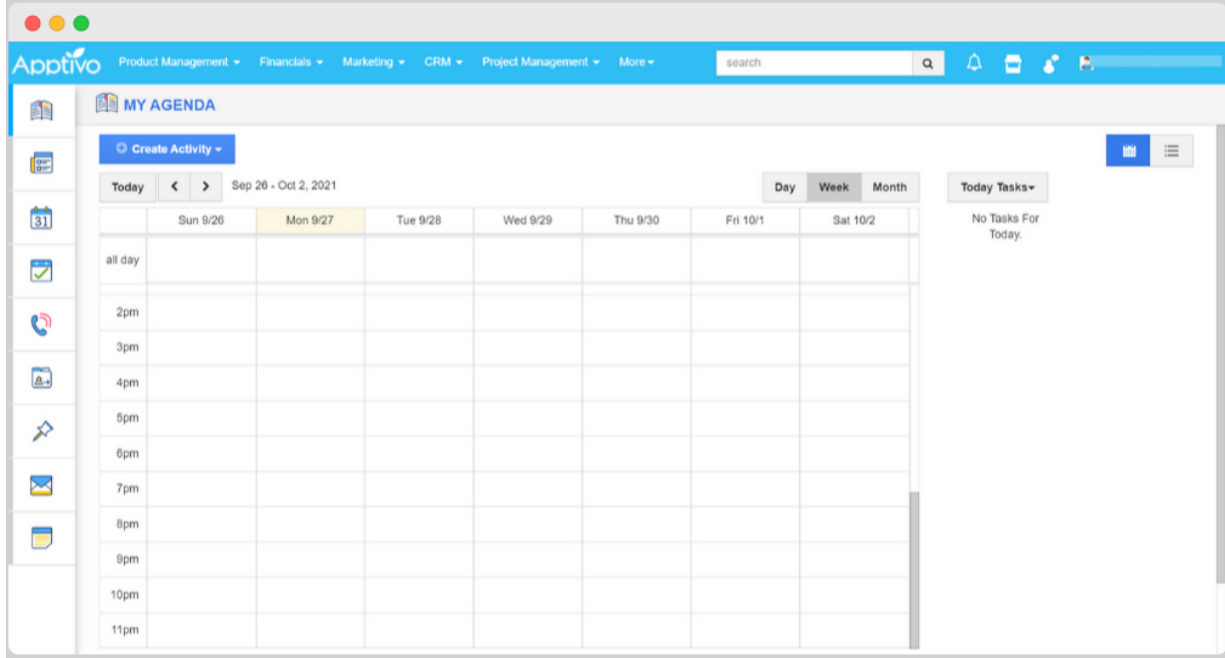 Apptivo Product Management Financials Marketing CRM Project Management More search
MY AGENDA
Create Activity
31
Today Sep 26 - Oct 2, 2021 Day Week Month Today Tasks
Sun 9/26 Mon 9/27 Tue 9/28 Wed 9/29 Thu 9/30 Fri 10/1 Sat 10/2
No Tasks For
Today.
all day
2pm
3pm
4pm
5pm
6pm
7pm
8pm
9pm
10pm
11pm